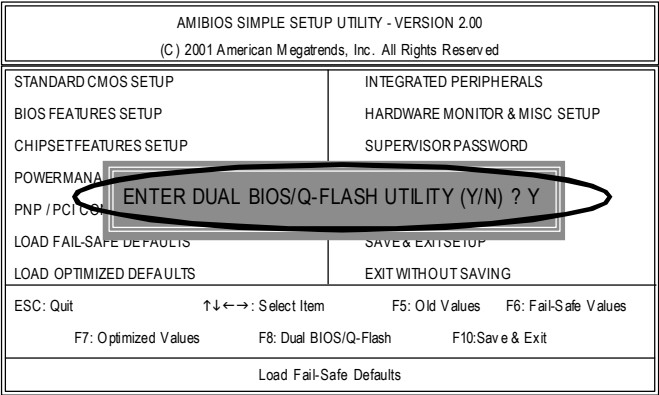 AMIBIOS SIMPLE SETUP UTILITY - VERSION 2.00
(C) 2001 American Megatrends, Inc. All Rights Reserved
STANDARD CMOS SETUP
INTEGRATED PERIPHERALS
BIOS FEATURES SETUP
HARDWARE MONITOR & MISC SETUP
CHIPSET FEATURES SETUP
SUPERVISOR PASSWORD
POWER MANA
ENTER DUAL BIOS/Q-FLASH UTILITY (Y/N) ? Y
PNP / PCI CO
LOAD FAIL-SAFE DEFAULTS
SAVE & EXIT SETUP
LOAD OPTIMIZED DEFAULTS
EXIT WITHOUT SAVING
ESC: Quit ↑↓←→: Select Item F5: Old Values F6: Fail-Safe Values
F7: Optimized Values F8: Dual BIOS/Q-Flash F10:Save & Exit
Load Fail-Safe Defaults